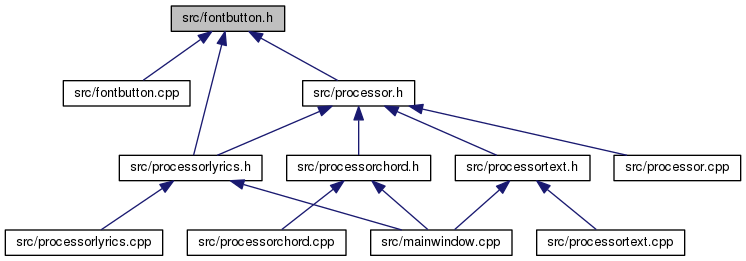 src/fontbutton.h
src/fontbutton.cpp
src/processor.h
src/processorlyrics.h
src/processorchord.h
src/processortext.h
src/processor.cpp
src/processorlyrics.cpp
src/processorchord.cpp
src/mainwindow.cpp
src/processortext.cpp